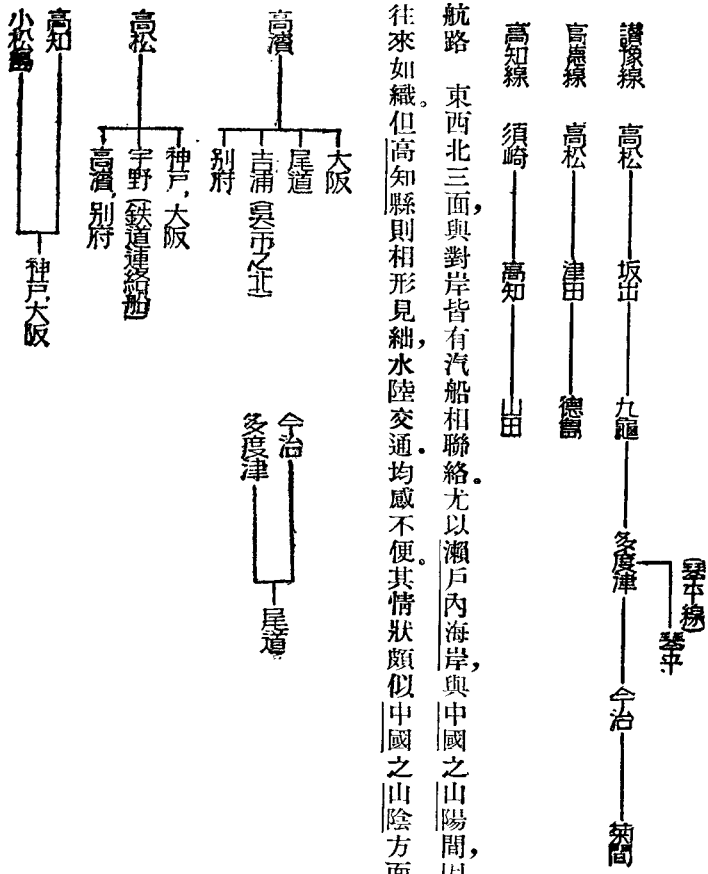 讃豫線 高松 坂出 丸龜 多度津 今治 菊間
(琴平線) 琴平
高德線 高松 津田 德島
高知線 須崎 高知 山田
航路 東西北三面,與對岸皆有汽船相聯絡。尤以瀨戶內海岸,與中國之山陽間,
往來如織。但高知縣則相形見絀,水陸交通.均感不便。其情狀頗似中國之山陰方面
高濱
大阪
尾道
吉浦(吳市之北)
別府
高松
神戶,大阪
宇野(鉄道連絡船)
高濱,別府
高知
小松島
神戶,大阪
今治
多度津
尾道